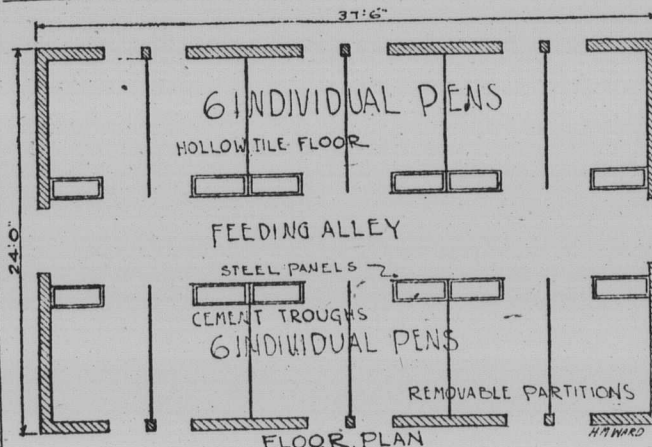 37'6"
6 INDIVIDUAL PENS
HOLLOW TILE FLOOR
24'0"
FEEDING ALLEY
STEEL PANELS
CEMENT TROUGHS
6 INDIVIDUAL PENS
REMOVABLE PARTITIONS
FLOOR PLAN
HM WARD